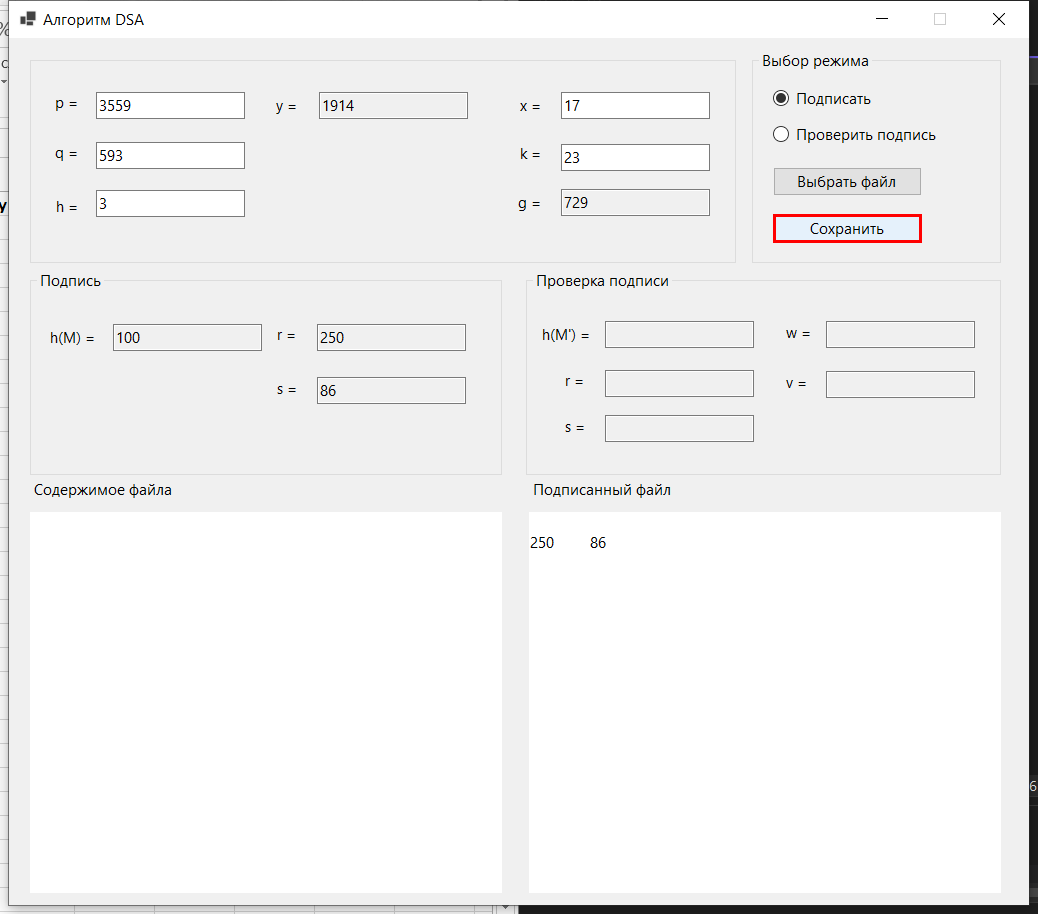 Алгоритм DSA
p = 3559
y = 1914
x = 17
q = 593
k = 23
h = 3
g = 729
Выбор режима
Подписать
Проверить подпись
Выбрать файл
Сохранить
Подпись
h(M) = 100
r = 250
s = 86
Проверка подписи
h(M') =
w =
r =
v =
s =
Содержимое файла
Подписанный файл
250 86